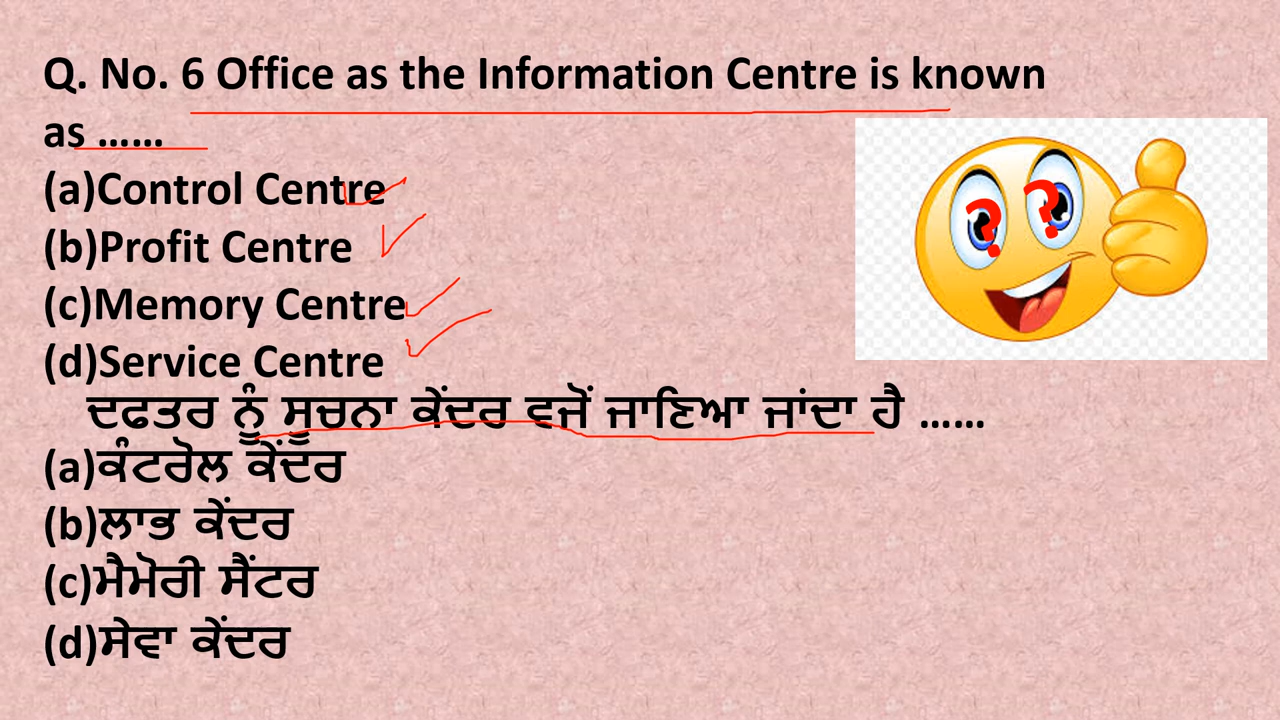 Q. No. 6 Office as the Information Centre is known
as ......
(a)Control Centre
(b)Profit Centre
(c)Memory Centre
(d)Service Centre
ਦਫਤਰ ਨੂੰ ਸੂਚਨਾ ਕੇਂਦਰ ਵਜੋਂ ਜਾਣਿਆ ਜਾਂਦਾ ਹੈ ......
(a)ਕੰਟਰੋਲ ਕੇਂਦਰ
(b)ਲਾਭ ਕੇਂਦਰ
(c)ਮੈਮੋਰੀ ਸੈਂਟਰ
(d)ਸੇਵਾ ਕੇਂਦਰ
? ?